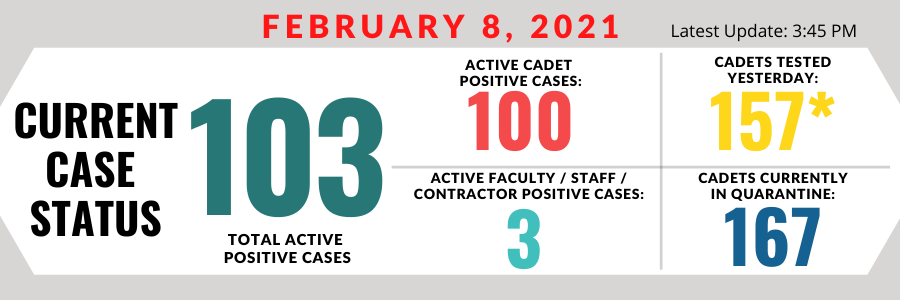 FEBRUARY 8, 2021
Latest Update: 3:45 PM
CURRENT
CASE
STATUS
103
TOTAL ACTIVE
POSITIVE CASES
ACTIVE CADET
POSITIVE CASES:
100
CADETS TESTED
YESTERDAY:
157*
ACTIVE FACULTY / STAFF /
CONTRACTOR POSITIVE CASES:
3
CADETS CURRENTLY
IN QUARANTINE:
167